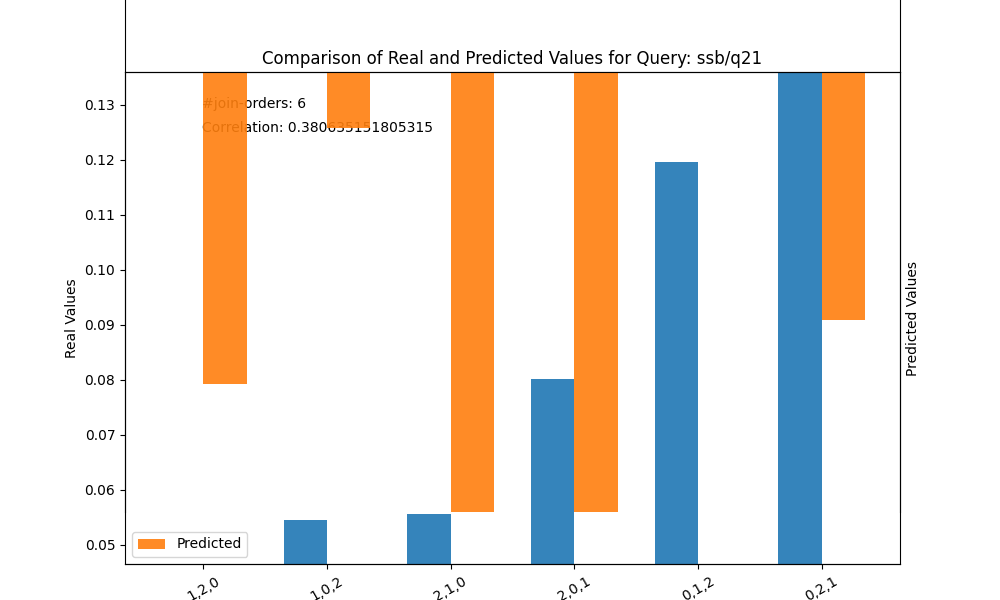 Comparison of Real and Predicted Values for Query: ssb/q21
#join-orders: 6
Correlation: 0.380635151805315
0.13
0.12
0.11
0.10
0.09
0.08
0.07
0.06
0.05
Real Values
Predicted Values
Predicted
1,2,0
1,0,2
2,1,0
2,0,1
0,1,2
0,2,1